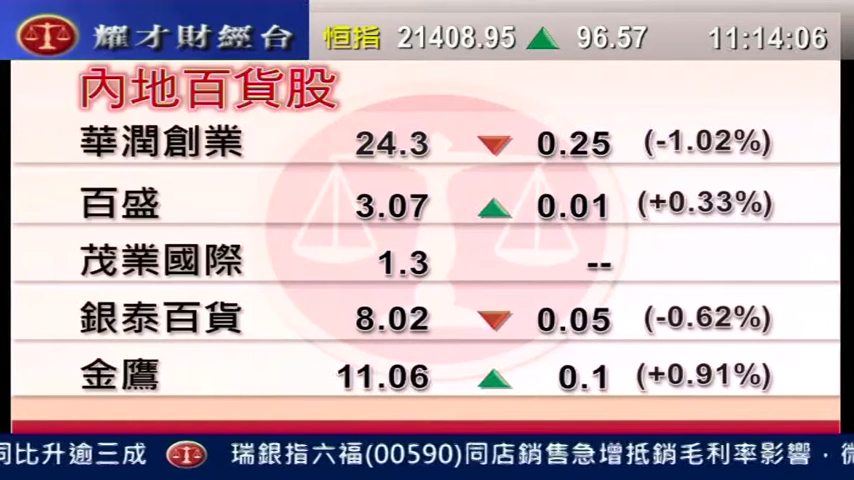 耀才財經台 恒指 21408.95 ▲ 96.57 11:14:06
內地百貨股
華潤創業 24.3 ▼ 0.25 (-1.02%)
百盛 3.07 ▲ 0.01 (+0.33%)
茂業國際 1.3 --
銀泰百貨 8.02 ▼ 0.05 (-0.62%)
金鷹 11.06 ▲ 0.1 (+0.91%)
同比升逾三成 瑞銀指六福(00590)同店銷售急增抵銷毛利率影響．微